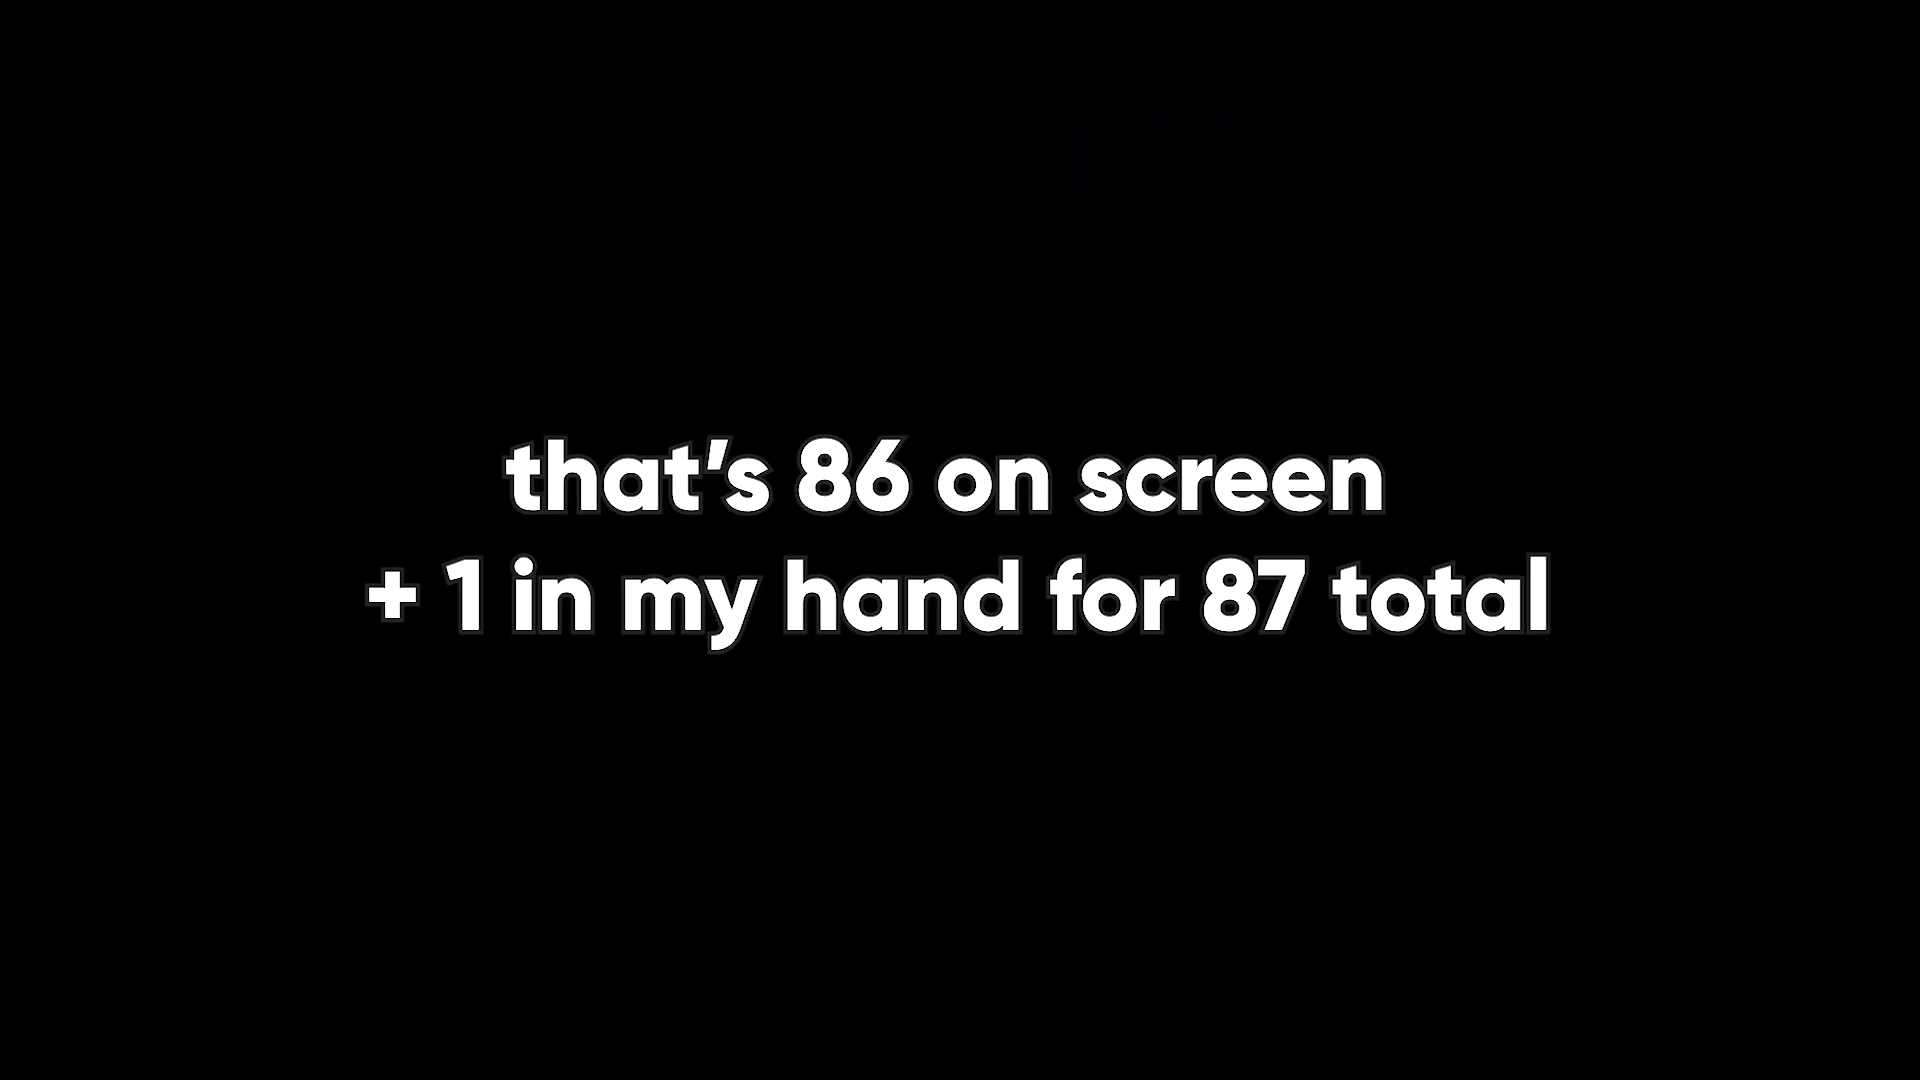 that’s 86 on screen
+ 1 in my hand for 87 total